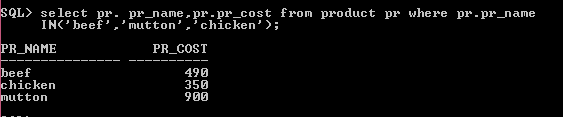 SQL> select pr. pr_name,pr.pr_cost from product pr where pr.pr_name
IN('beef','mutton','chicken');
PR_NAME PR_COST
--------------- ----------
beef 490
chicken 350
mutton 900